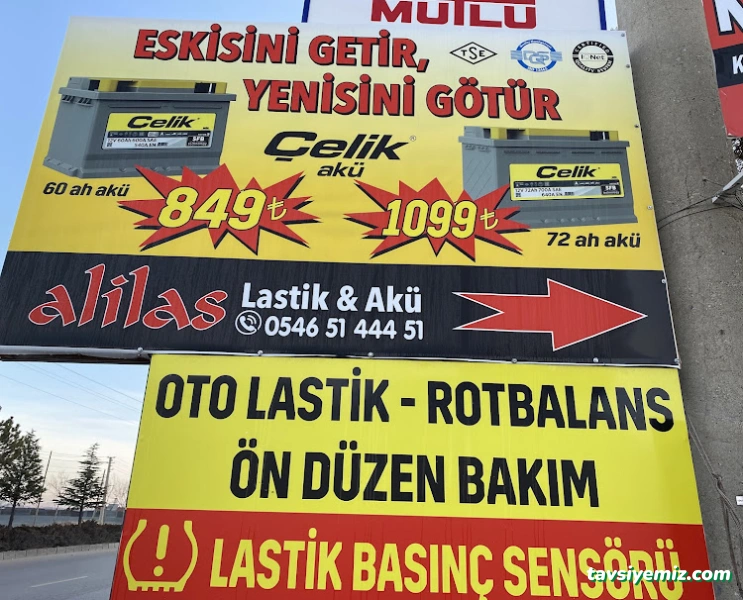 MUTLU
ESKİSİNİ GETİR,
YENİSİNİ GÖTÜR
TSE
Çelik
60 ah akü
849₺
Çelik
akü
1099₺
Çelik
72 ah akü
alilas
Lastik & Akü
0546 51 444 51
OTO LASTİK - ROTBALANS
ÖN DÜZEN BAKIM
LASTİK BASINÇ SENSÖRÜ
tavsiyemiz.com